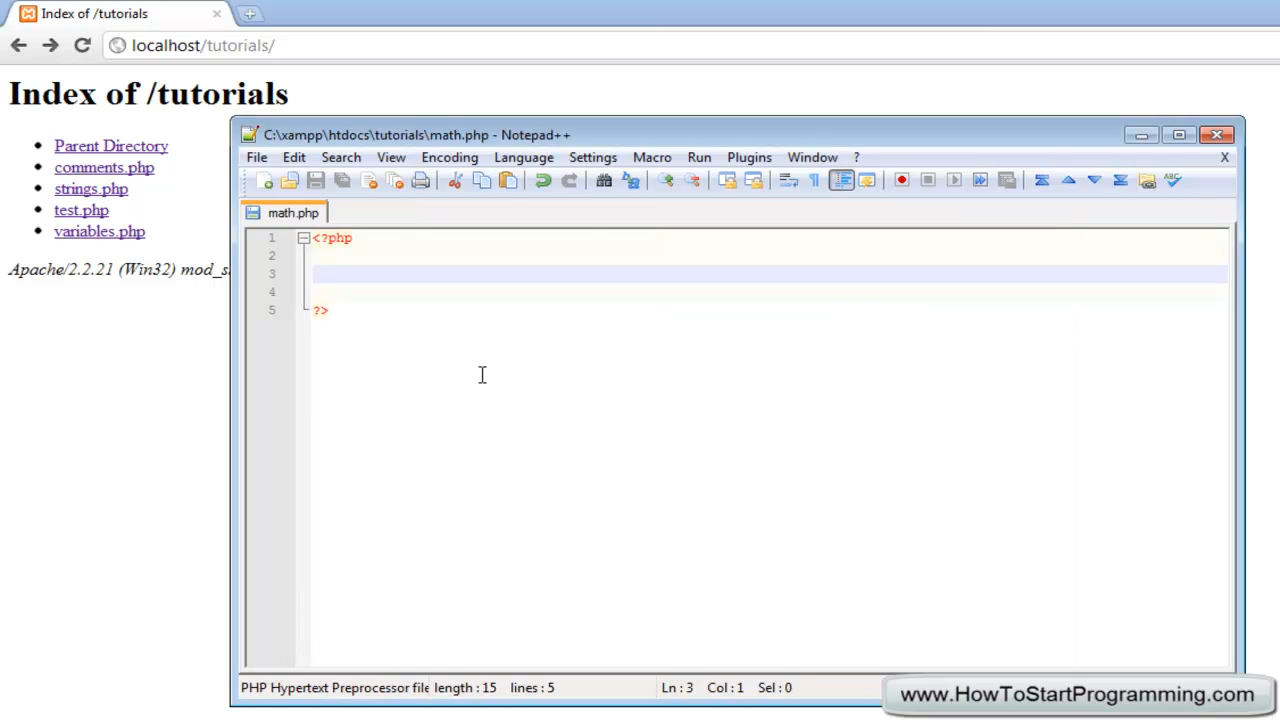 Index of /tutorials
localhost/tutorials/
Index of /tutorials
Parent Directory
comments.php
strings.php
test.php
variables.php
Apache/2.2.21 (Win32)
C:\xampp\htdocs\tutorials\math.php - Notepad++
File Edit Search View Encoding Language Settings Macro Run Plugins Window ?
X
ABC
math.php
1 <?php
2
3
4
5 ?>
PHP Hypertext Preprocessor file length : 15 lines : 5 Ln : 3 Col : 1 Sel : 0
www.HowToStartProgramming.com